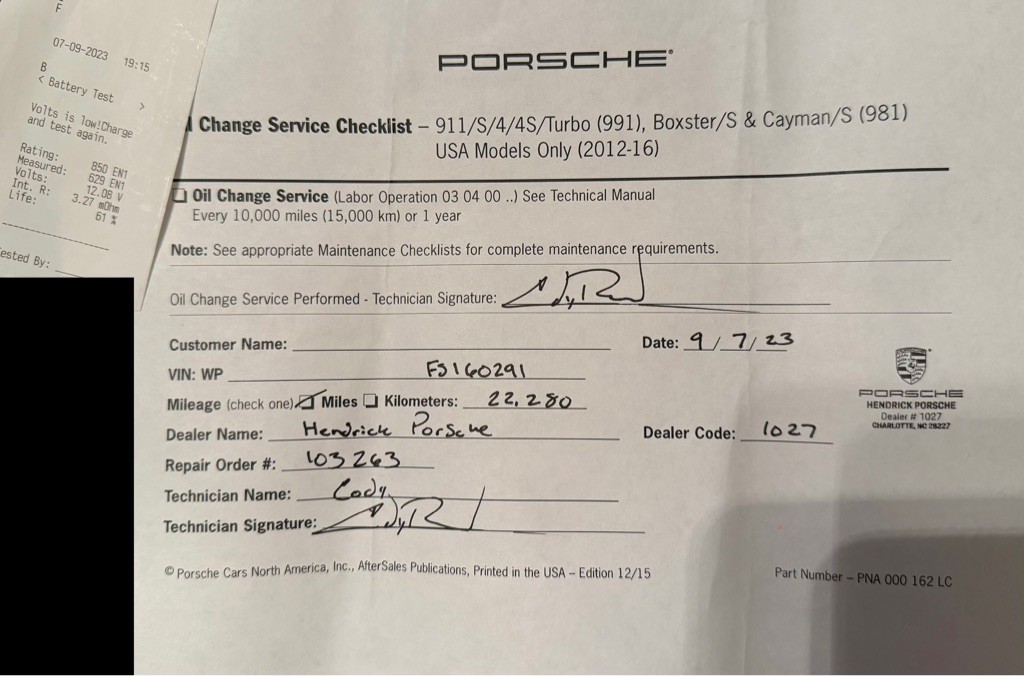 F
07-09-2023 19:15
B
< Battery Test >
Volts is low!Charge
and test again.
Rating: 850 EN1
Measured: 629 EN1
Volts: 12.08 V
Int. R: 3.27 mOhm
Life: 61 %
ested By:
PORSCHE
Change Service Checklist – 911/S/4/4S/Turbo (991), Boxster/S & Cayman/S (981)
USA Models Only (2012-16)
Oil Change Service (Labor Operation 03 04 00 ..) See Technical Manual
Every 10,000 miles (15,000 km) or 1 year
Note: See appropriate Maintenance Checklists for complete maintenance requirements.
Oil Change Service Performed - Technician Signature:
Customer Name: Date: 9/7/23
VIN: WP FS160291
Mileage (check one) Miles Kilometers: 22,280
PORSCHE
HENDRICK PORSCHE
Dealer # 1027
CHARLOTTE, NC 28227
Dealer Name: Hendrick Porsche Dealer Code: 1027
Repair Order #: 103263
Technician Name: Cody
Technician Signature:
© Porsche Cars North America, Inc., AfterSales Publications, Printed in the USA – Edition 12/15
Part Number – PNA 000 162 LC